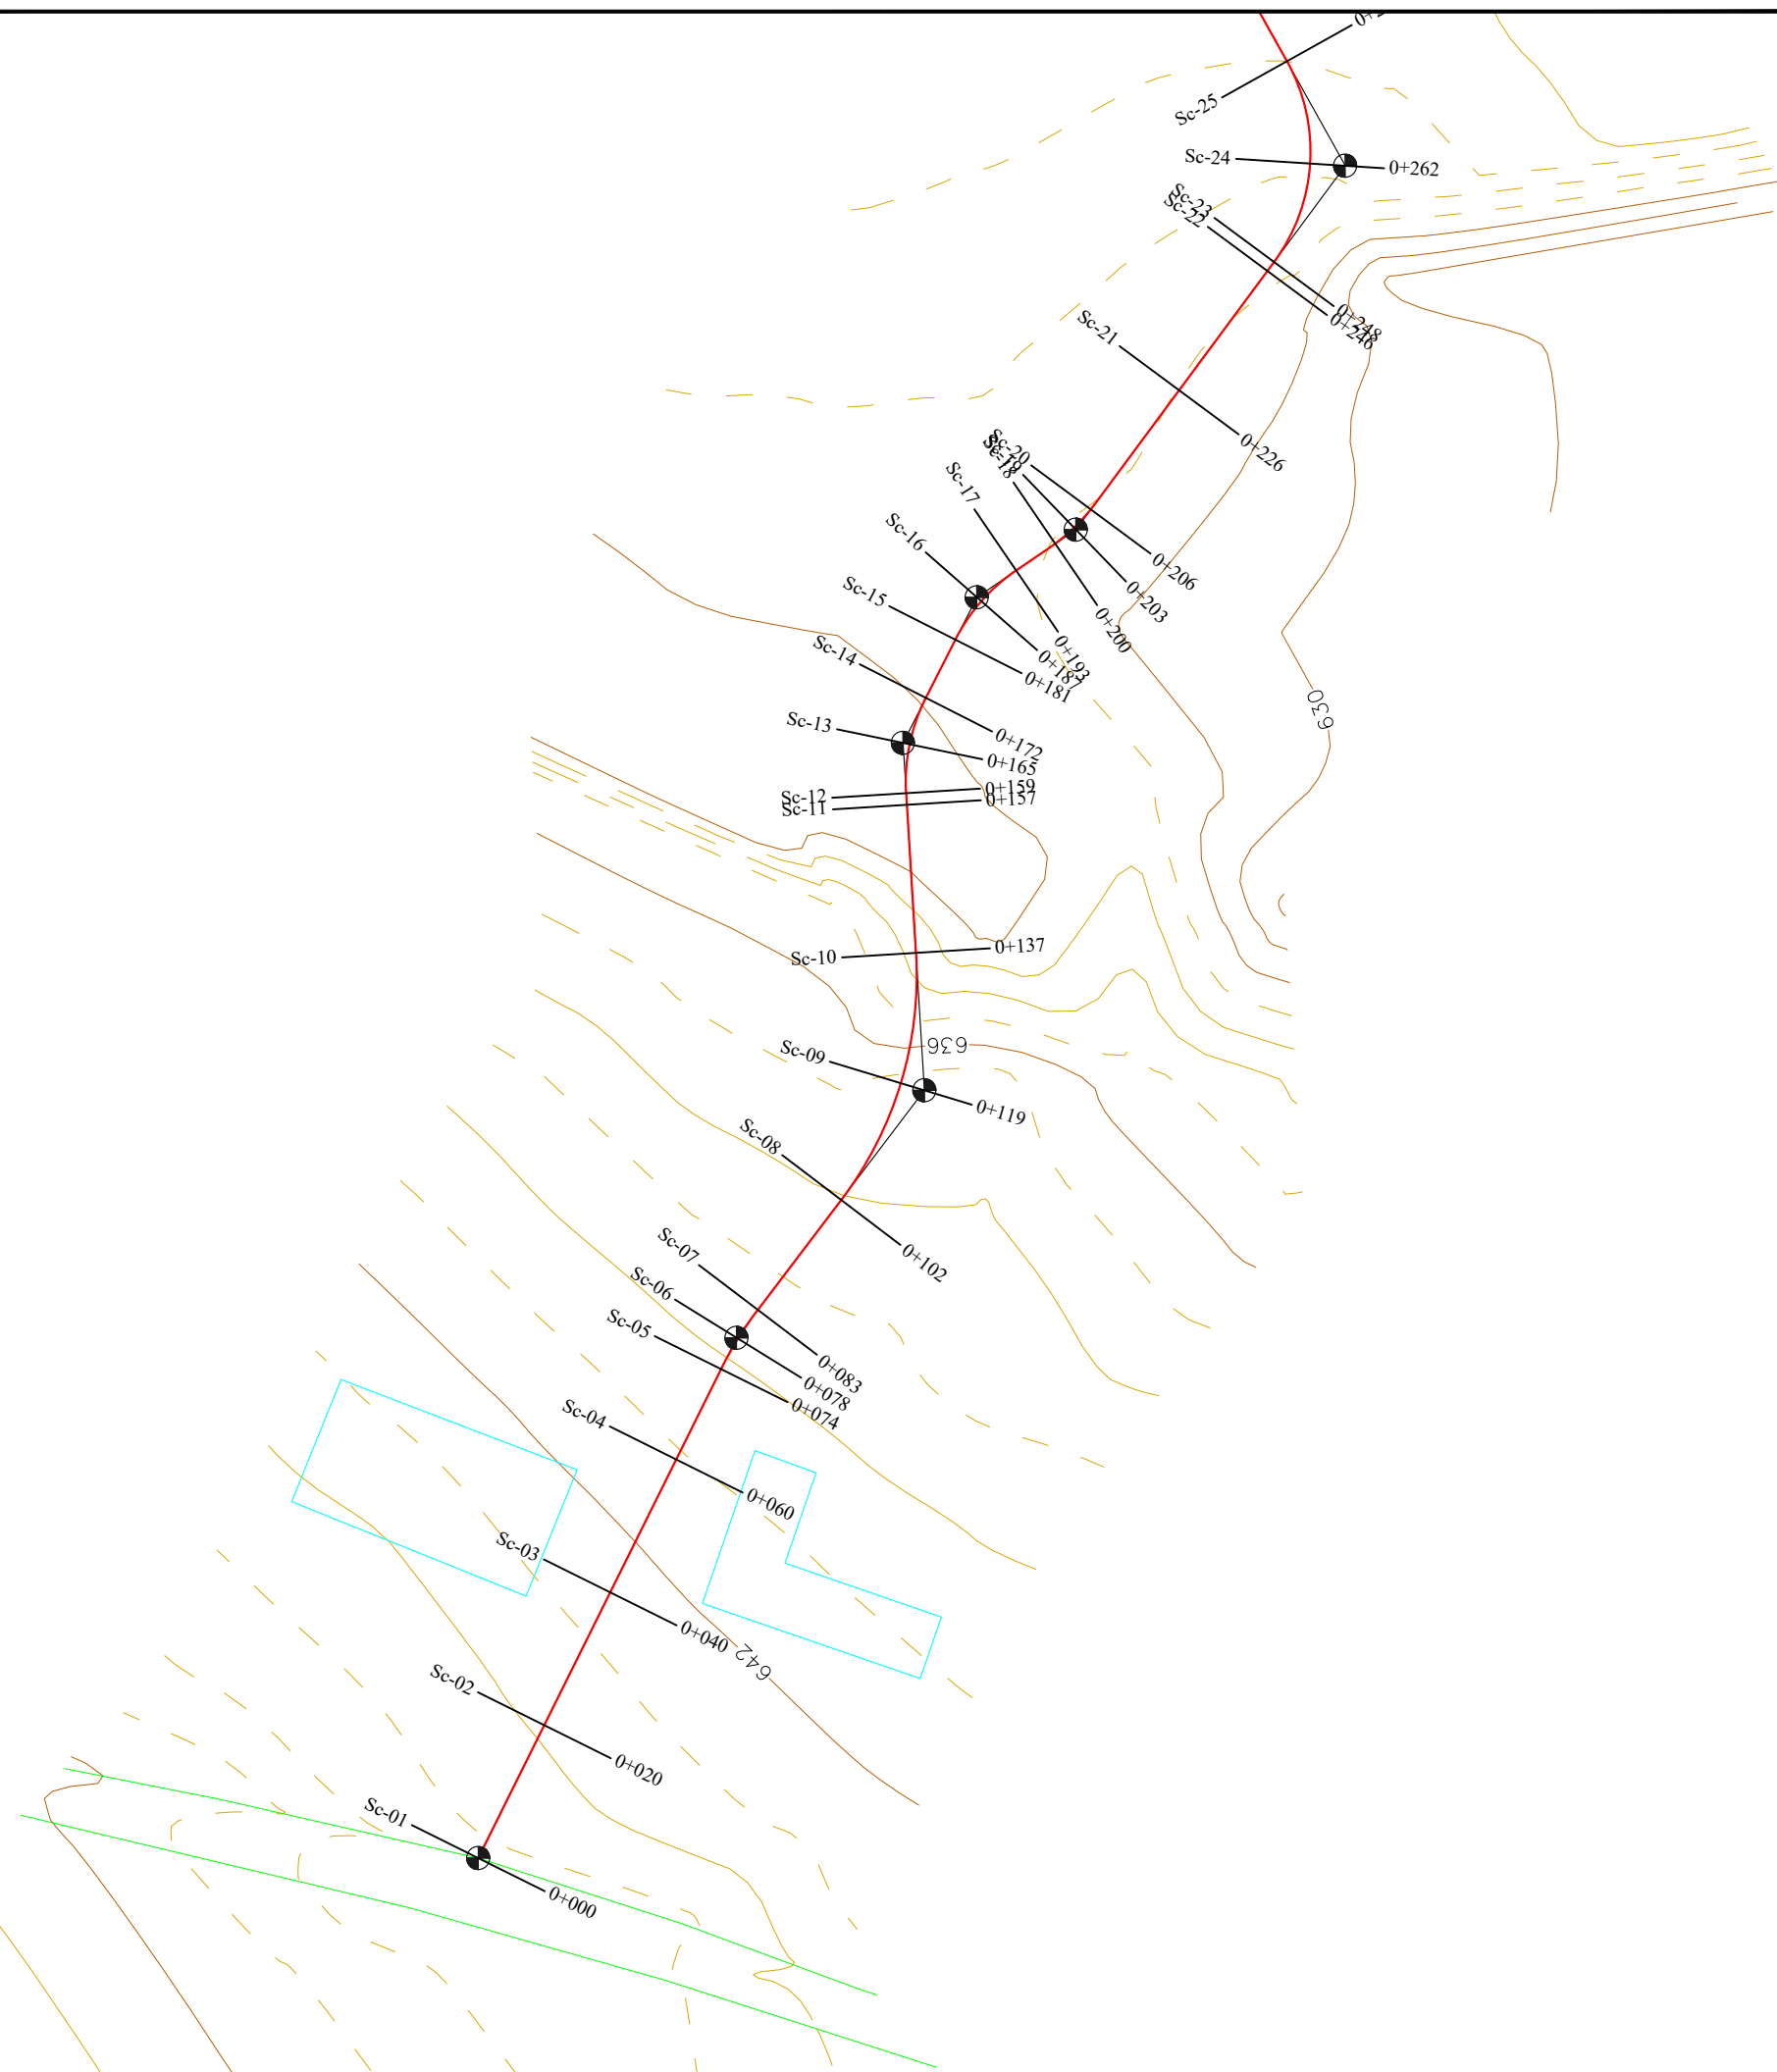 Sc-25
Sc-24 0+262
Sc-23 0+248
Sc-22 0+246
Sc-21 0+226
Sc-20 0+206
Sc-19 0+203
Sc-18 0+200
Sc-17 0+193
Sc-16 0+187
Sc-15 0+181
630
Sc-14 0+172
Sc-13 0+165
Sc-12 0+159
Sc-11 0+157
Sc-10 0+137
636
Sc-09 0+119
Sc-08 0+102
Sc-07 0+083
Sc-06 0+078
Sc-05 0+074
Sc-04 0+060
Sc-03 0+040
642
Sc-02 0+020
Sc-01 0+000